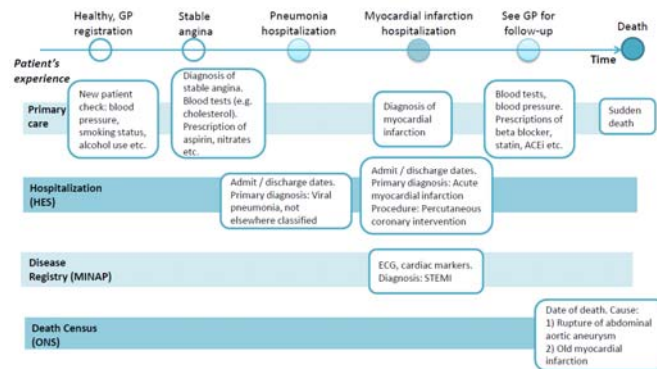 Healthy, GP
registration
Stable
angina
Pneumonia
hospitalization
Myocardial infarction
hospitalization
See GP for
follow-up
Death
Time
Patient's
experience
Primary
care
New patient
check: blood
pressure,
smoking status,
alcohol use etc.
Diagnosis of
stable angina.
Blood tests (e.g.
cholesterol).
Prescription of
aspirin, nitrates
etc.
Diagnosis of
myocardial
infarction
Blood tests,
blood pressure.
Prescriptions of
beta blocker,
statin, ACEi etc.
Sudden
death
Hospitalization
(HES)
Admit / discharge dates.
Primary diagnosis: Viral
pneumonia, not
elsewhere classified
Admit / discharge dates.
Primary diagnosis: Acute
myocardial infarction
Procedure: Percutaneous
coronary intervention
Disease
Registry (MINAP)
ECG, cardiac markers.
Diagnosis: STEMI
Death Census
(ONS)
Date of death. Cause:
1) Rupture of abdominal
aortic aneurysm
2) Old myocardial
infarction